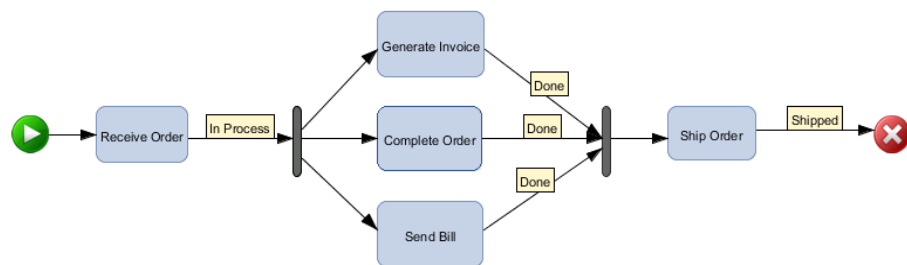 Generate Invoice
Done
Receive Order
In Process
Complete Order
Done
Ship Order
Shipped
Done
Send Bill